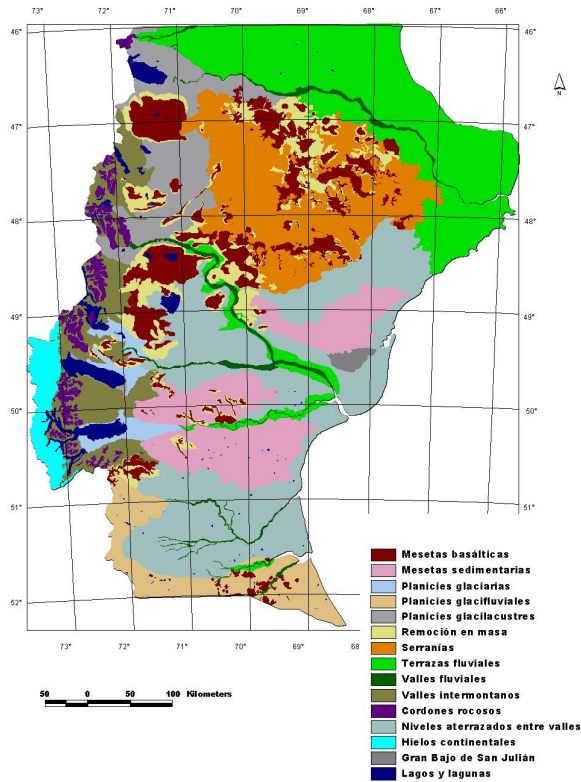 73° 72° 71° 70° 69° 68° 67° 66°
46° 46°
N
47° 47°
48° 48°
49° 49°
50° 50°
51° 51°
52° 52°
73° 72° 71° 70° 69° 68
Mesetas basálticas
Mesetas sedimentarias
Planicies glaciarias
Planicies glacifluviales
Planicies glacilacustres
Remoción en masa
Serranías
Terrazas fluviales
Valles fluviales
Valles intermontanos
Cordones rocosos
Niveles aterrazados entre valles
Hielos continentales
Gran Bajo de San Julián
Lagos y lagunas
50 0 50 100 Kilometers